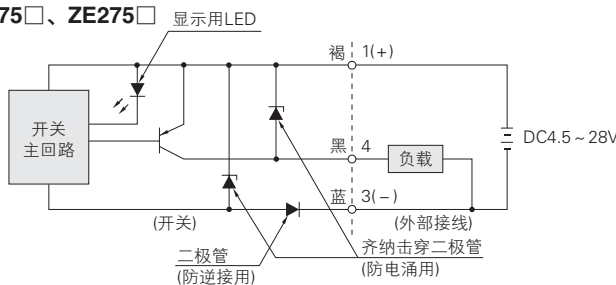 75□、ZE275□
显示用LED
褐 1(+)
开关
主回路
DC4.5~28V
黑 4
负载
蓝 3(-)
(开关)
(外部接线)
二极管
(防逆接用)
齐纳击穿二极管
(防电涌用)